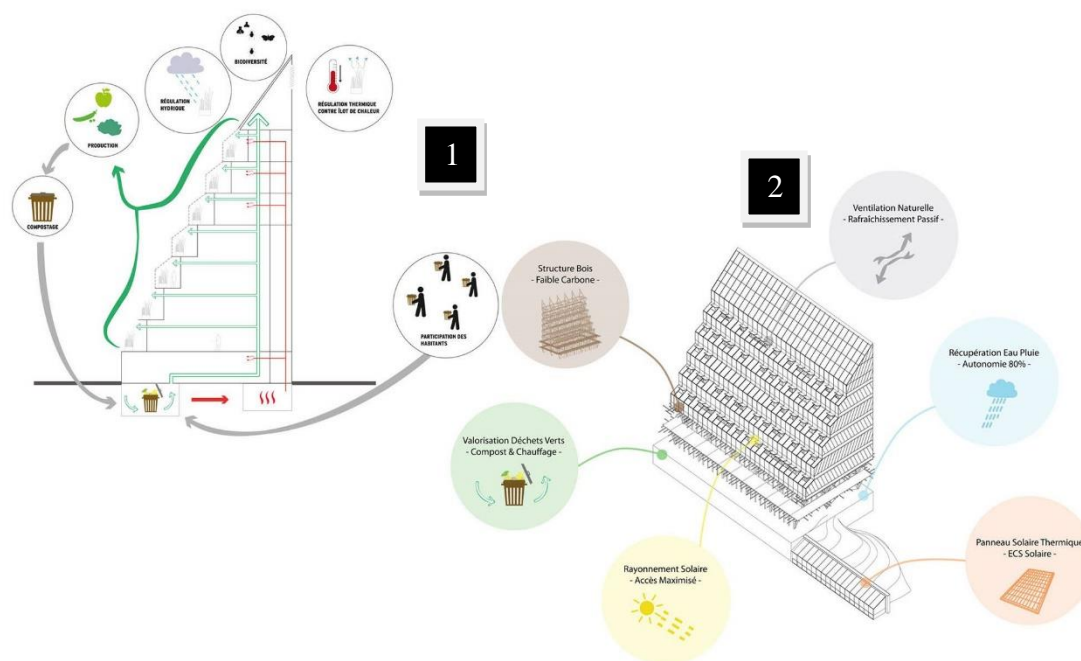 BIODIVERSITÉ
RÉGULATION
HYDRIQUE
RÉGULATION THERMIQUE
CONTRE ÎLOT DE CHALEUR
PRODUCTION
COMPOSTAGE
PARTICIPATION DES
HABITANTS
1
2
Ventilation Naturelle
- Rafraîchissement Passif -
Structure Bois
- Faible Carbone -
Récupération Eau Pluie
- Autonomie 80% -
Valorisation Déchets Verts
- Compost & Chauffage -
Rayonnement Solaire
- Accès Maximisé -
Panneau Solaire Thermique
- ECS Solaire -